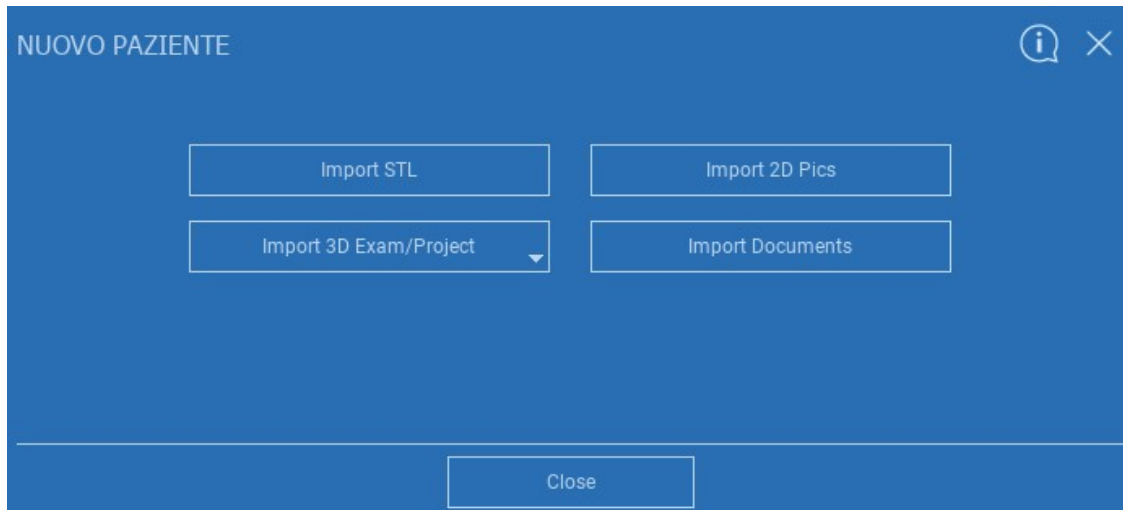 NUOVO PAZIENTE
Import STL
Import 2D Pics
Import 3D Exam/Project
Import Documents
Close